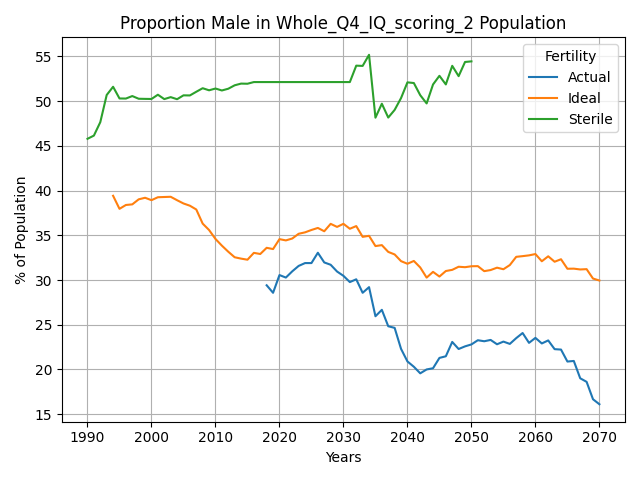 Proportion Male in Whole_Q4_IQ_scoring_2 Population
% of Population
55
50
45
40
35
30
25
20
15
Fertility
Actual
Ideal
Sterile
1990 2000 2010 2020 2030 2040 2050 2060 2070
Years